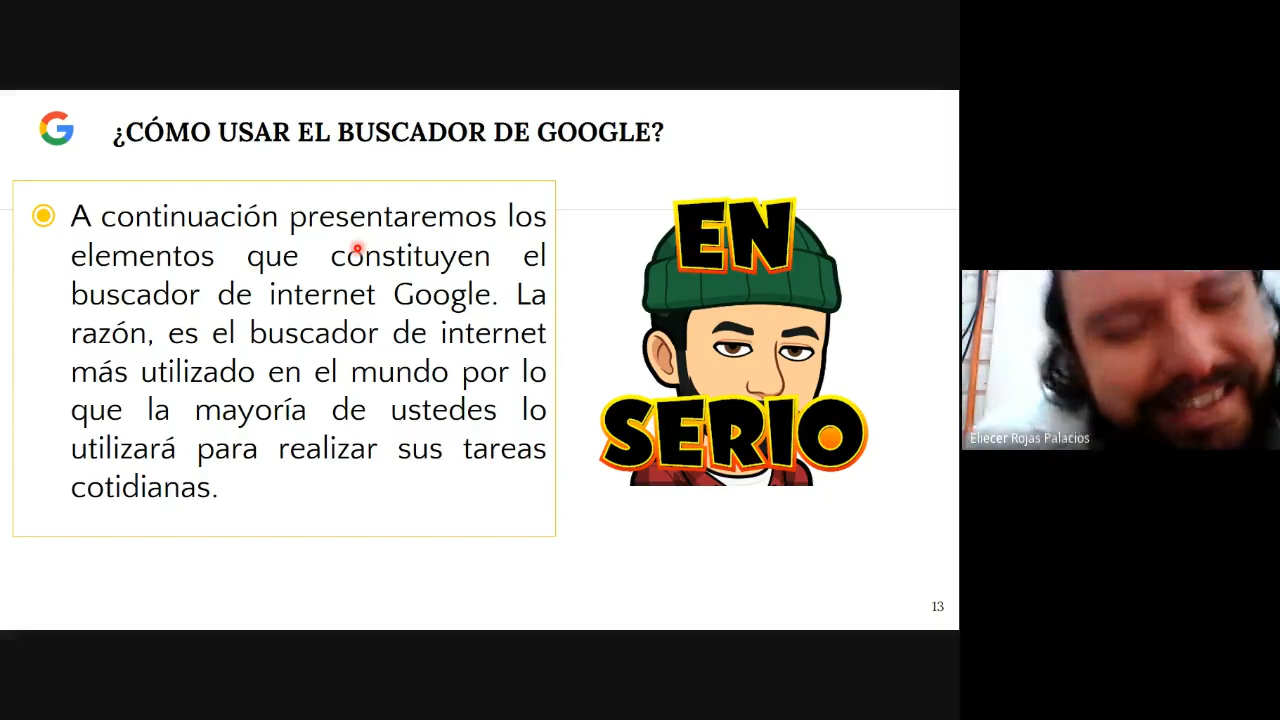 ¿CÓMO USAR EL BUSCADOR DE GOOGLE?
A continuación presentaremos los
elementos que constituyen el
buscador de internet Google. La
razón, es el buscador de internet
más utilizado en el mundo por lo
que la mayoría de ustedes lo
utilizará para realizar sus tareas
cotidianas.
EN
SERIO
13
Eliecer Rojas Palacios